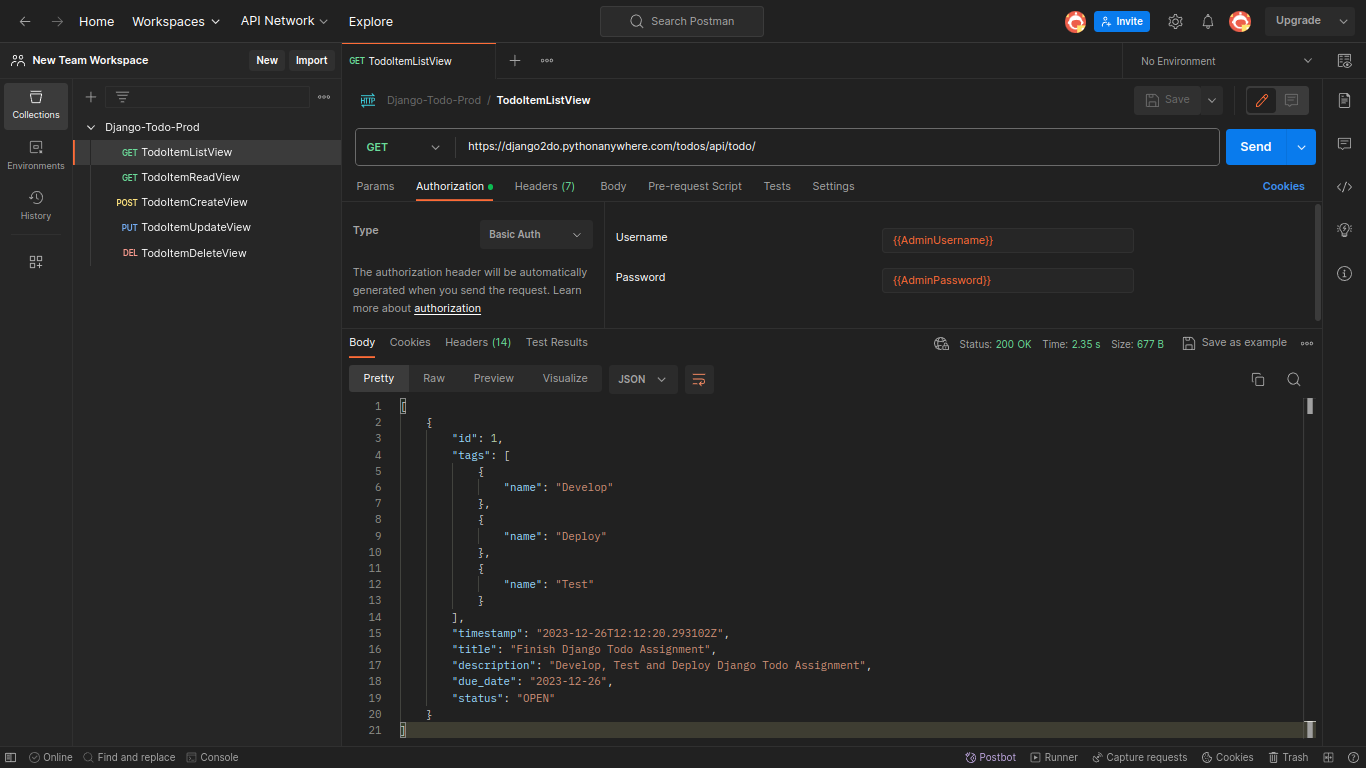 Home Workspaces API Network Explore Search Postman Invite Upgrade
New Team Workspace New Import GET TodoItemListView No Environment
Collections
Environments
History
Django-Todo-Prod
GET TodoItemListView
GET TodoItemReadView
POST TodoItemCreateView
PUT TodoItemUpdateView
DEL TodoItemDeleteView
HTTP Django-Todo-Prod / TodoItemListView Save
GET https://django2do.pythonanywhere.com/todos/api/todo/ Send
Params Authorization Headers (7) Body Pre-request Script Tests Settings Cookies
Type Basic Auth
The authorization header will be automatically
generated when you send the request. Learn
more about authorization
Username {{AdminUsername}}
Password {{AdminPassword}}
Body Cookies Headers (14) Test Results Status: 200 OK Time: 2.35 s Size: 677 B Save as example
Pretty Raw Preview Visualize JSON
1 [
2 {
3 "id": 1,
4 "tags": [
5 {
6 "name": "Develop"
7 },
8 {
9 "name": "Deploy"
10 },
11 {
12 "name": "Test"
13 }
14 ],
15 "timestamp": "2023-12-26T12:12:20.293102Z",
16 "title": "Finish Django Todo Assignment",
17 "description": "Develop, Test and Deploy Django Todo Assignment",
18 "due_date": "2023-12-26",
19 "status": "OPEN"
20 }
21 ]
Online Find and replace Console Postbot Runner Capture requests Cookies Trash